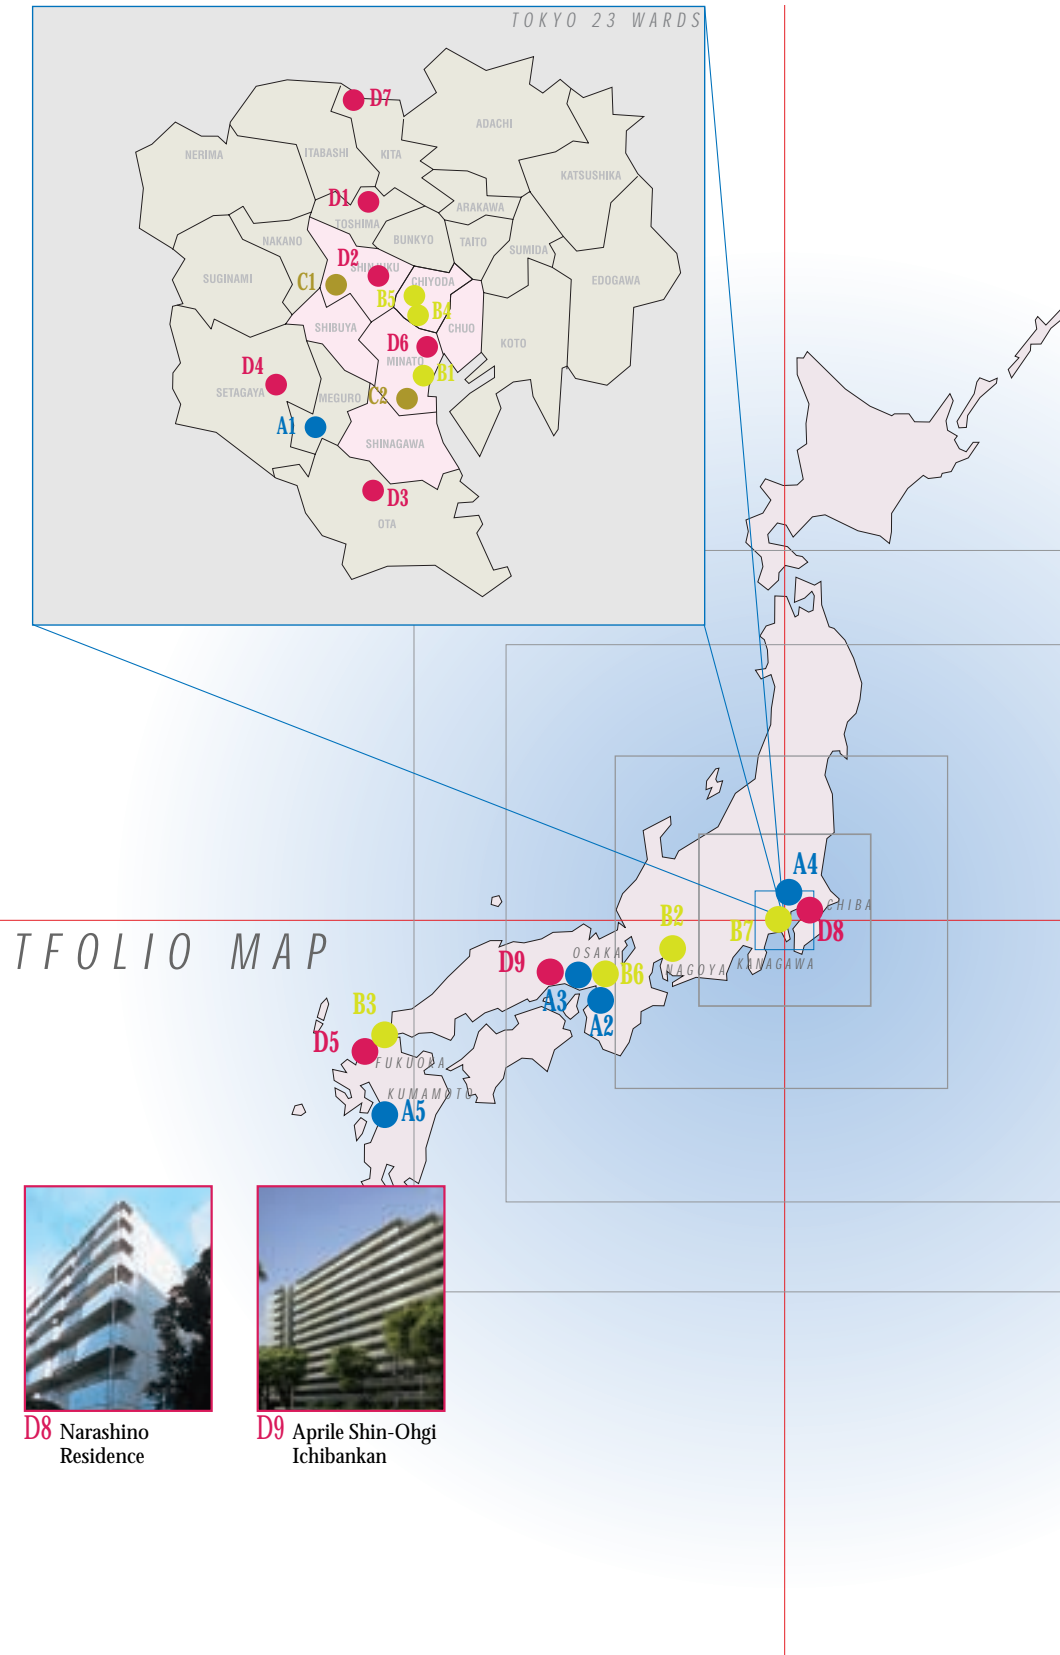 TOKYO 23 WARDS
D7
ADACHI
NERIMA
ITABASHI
KITA
KATSUSHIKA
D1
TOSHIMA
ARAKAWA
NAKANO
BUNKYO
TAITO
SUMIDA
D2
SHINJUKU
SUGINAMI
C1
CHIYODA
EDOGAWA
B5
B4
SHIBUYA
CHUO
KOTO
D6
MINATO
D4
B1
SETAGAYA
MEGURO
C2
A1
SHINAGAWA
D3
OTA
A4
CHIBA
B2
B7
D8
TFOLIO MAP
OSAKA
D9
B6
NAGOYA
KANAGAWA
A3
B3
A2
D5
FUKUOKA
KUMAMOTO
A5
D8 Narashino
Residence
D9 Aprile Shin-Ohgi
Ichibankan